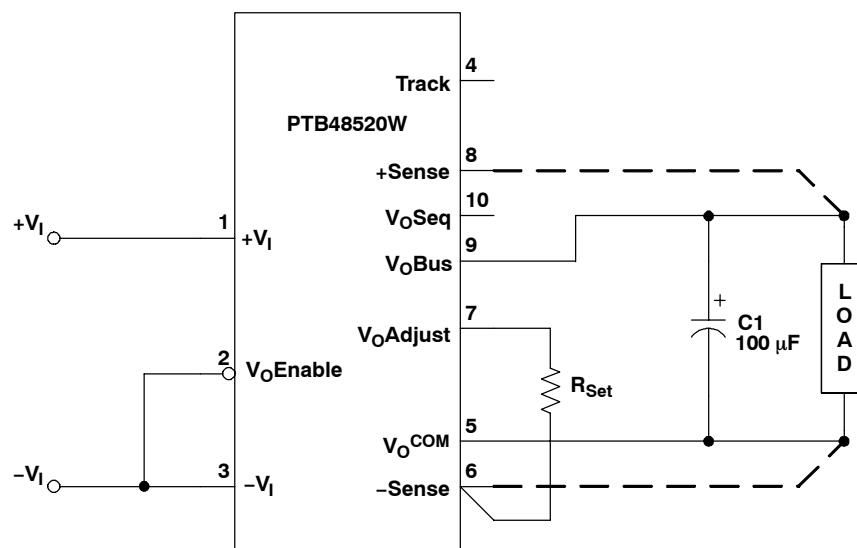 4
Track
PTB48520W
8
+Sense
10
VOSeq
9
VOBus
+VI
1
+VI
7
VOAdjust
RSet
+
C1
100 μF
L
O
A
D
2
VOEnable
5
VOCOM
−VI
3
−VI
6
−Sense